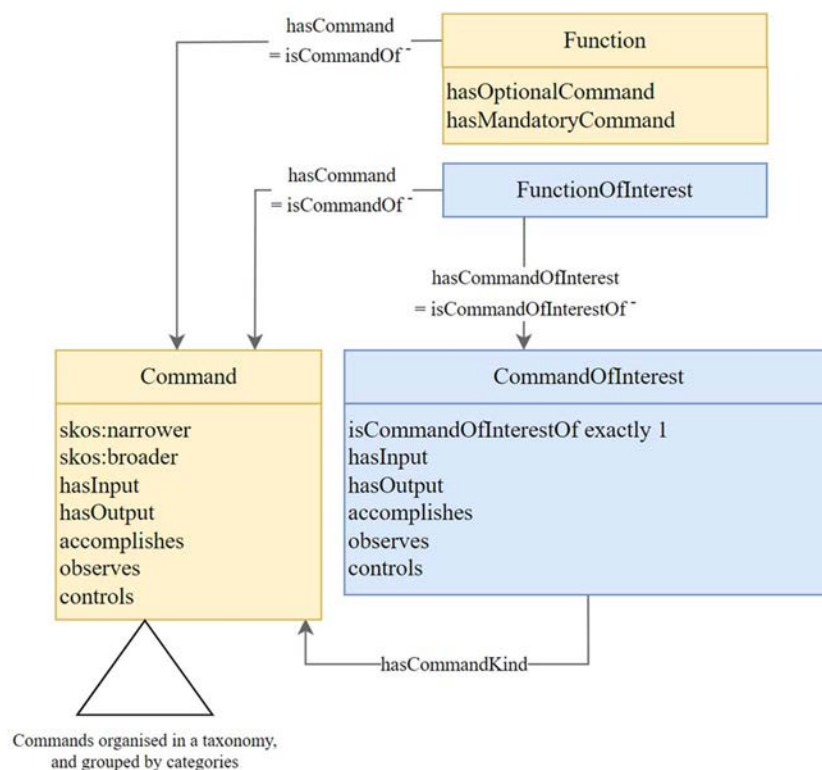 hasCommand
= isCommandOf -
Function
hasOptionalCommand
hasMandatoryCommand
hasCommand
= isCommandOf -
FunctionOfInterest
hasCommandOfInterest
= isCommandOfInterestOf -
Command
skos:narrower
skos:broader
hasInput
hasOutput
accomplishes
observes
controls
CommandOfInterest
isCommandOfInterestOf exactly 1
hasInput
hasOutput
accomplishes
observes
controls
hasCommandKind
Commands organised in a taxonomy,
and grouped by categories